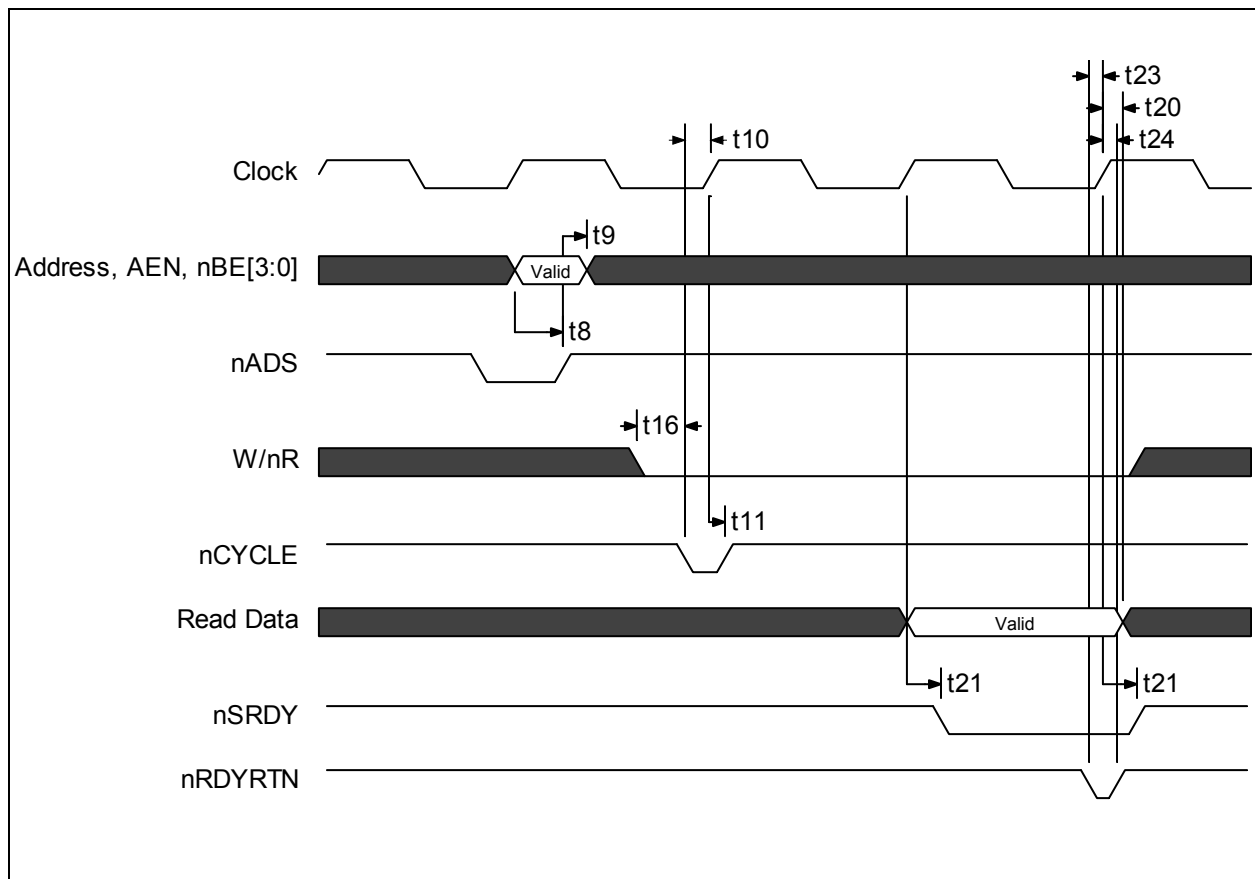 t23
t20
t10
t24
Clock
t9
Address, AEN, nBE[3:0]
Valid
t8
nADS
t16
W/nR
t11
nCYCLE
Read Data
Valid
t21
t21
nSRDY
nRDYRTN